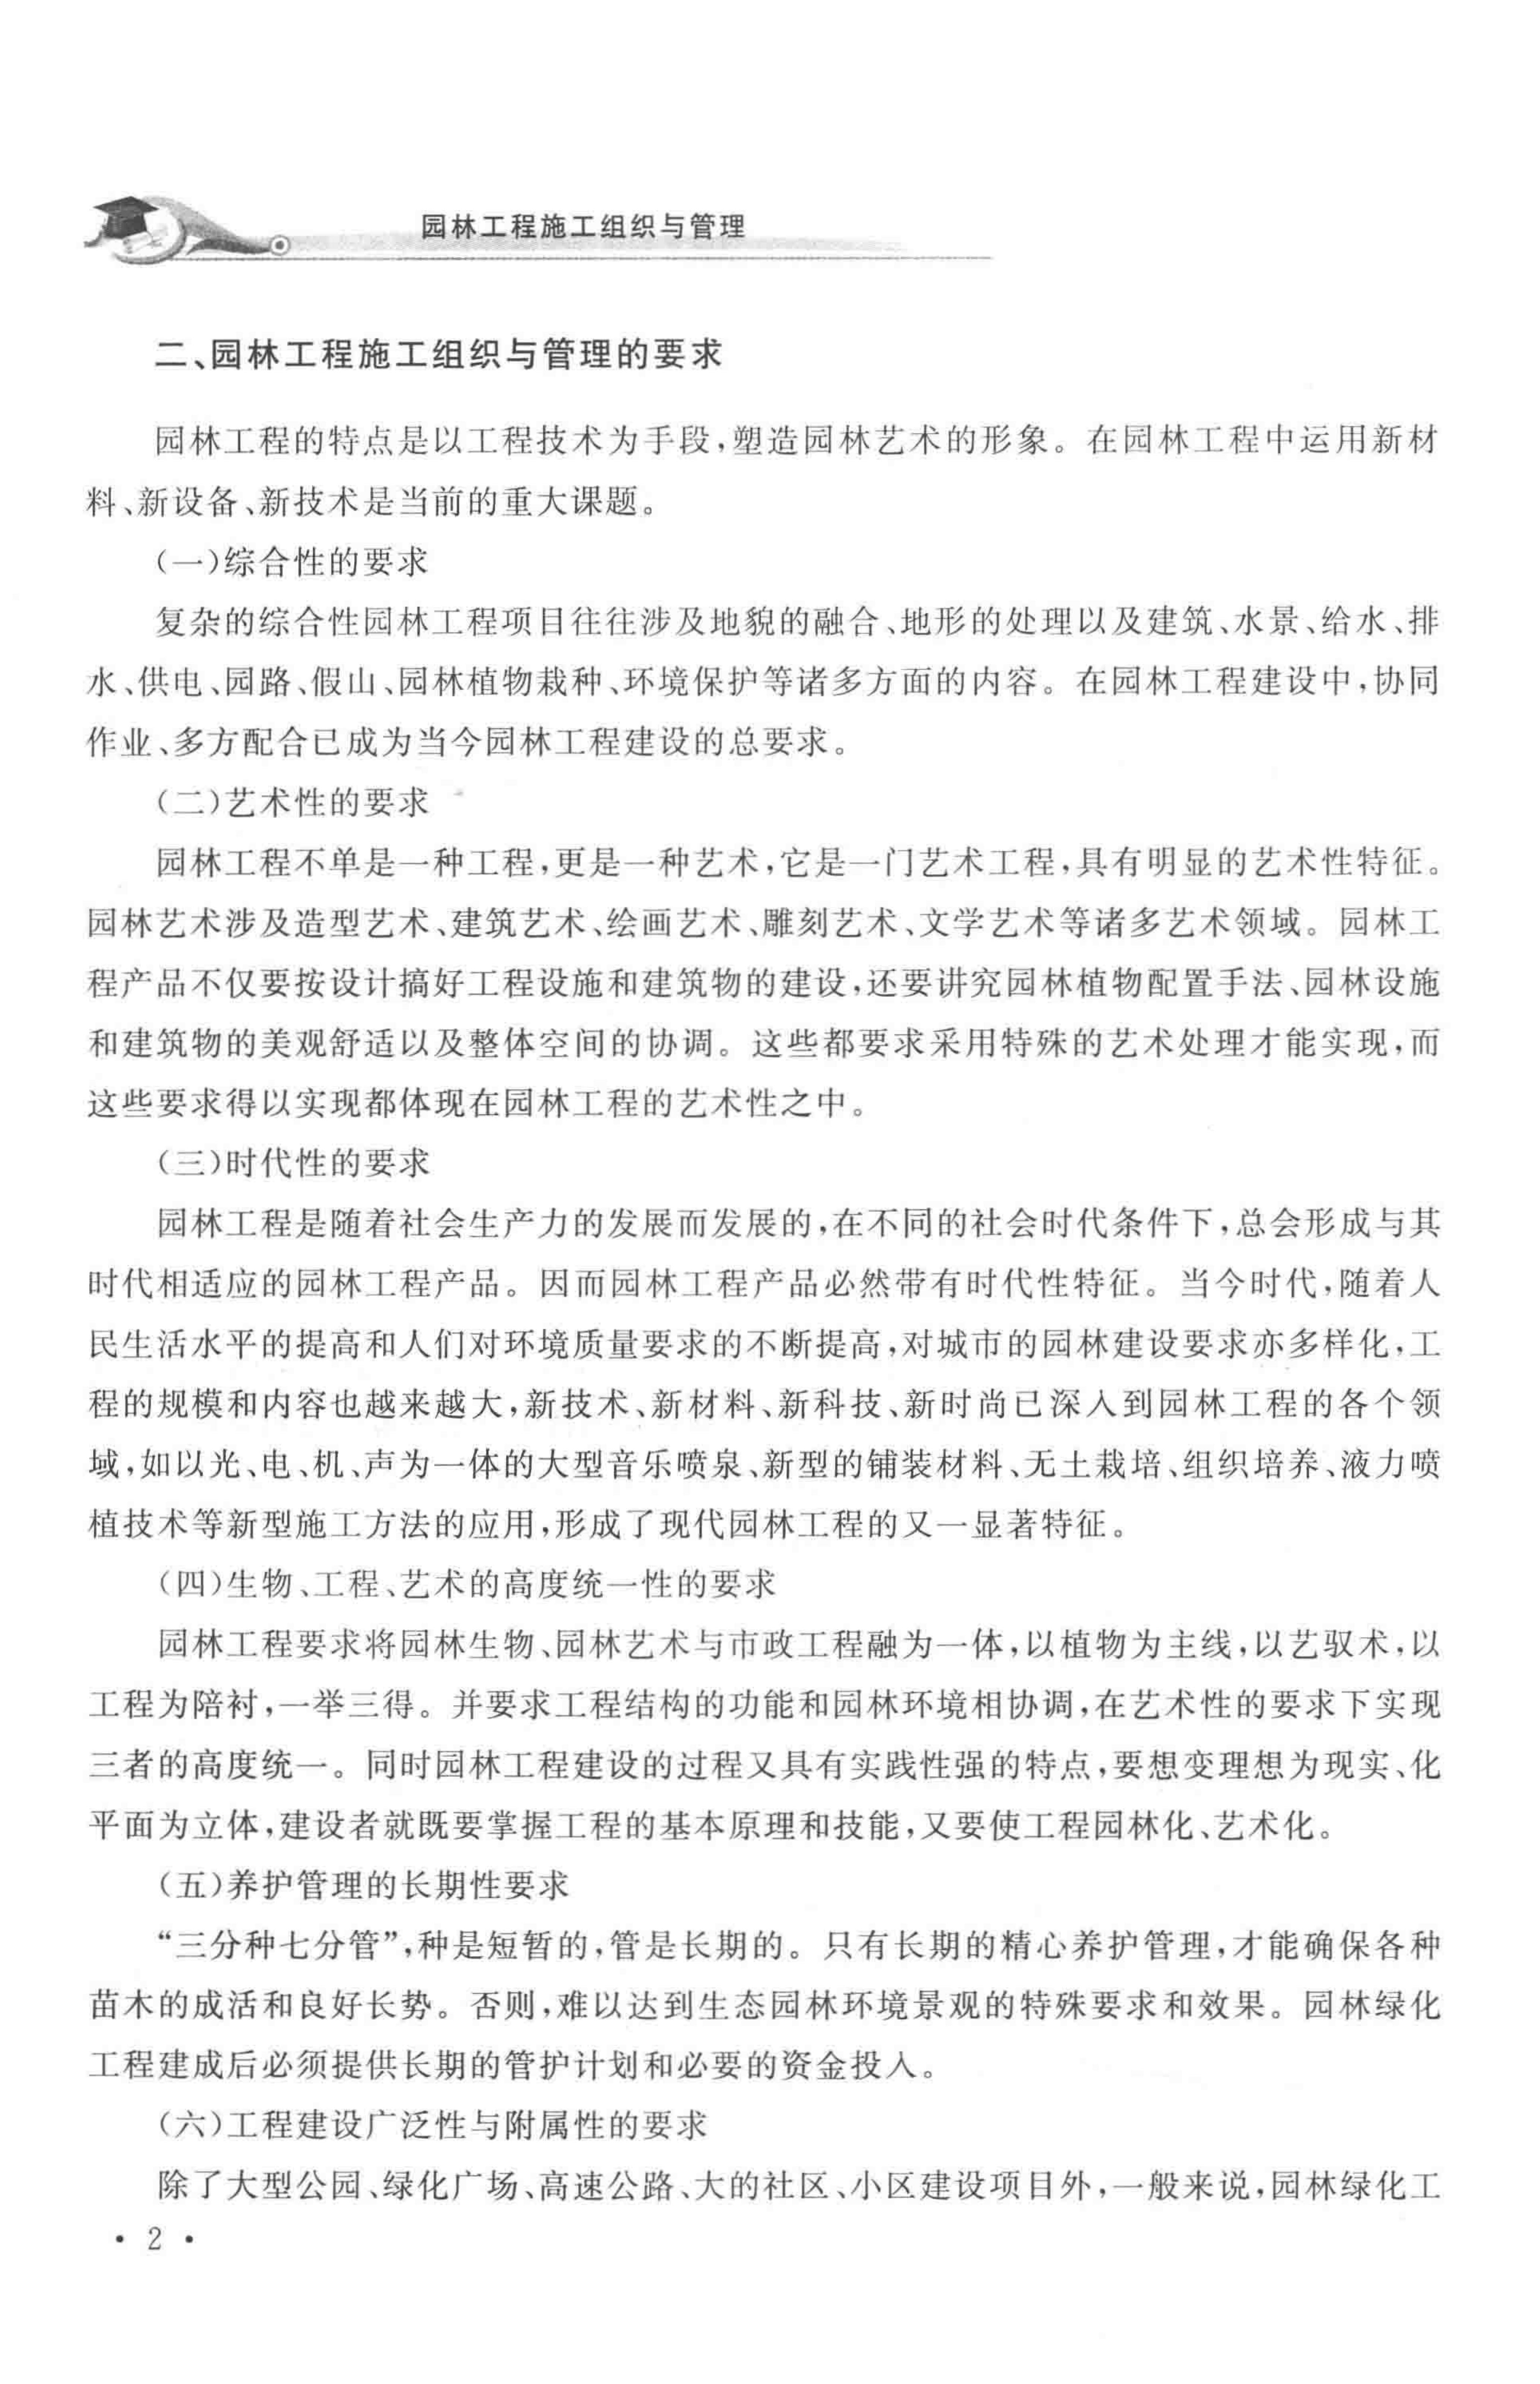 园林工程施工组织与管理
二、园林工程施工组织与管理的要求
园林工程的特点是以工程技术为手段,塑造园林艺术的形象。在园林工程中运用新材
料、新设备、新技术是当前的重大课题。
(一)综合性的要求
复杂的综合性园林工程项目往往涉及地貌的融合、地形的处理以及建筑、水景、给水、排
水、供电、园路、假山、园林植物栽种、环境保护等诸多方面的内容。在园林工程建设中,协同
作业、多方配合已成为当今园林工程建设的总要求。
(二)艺术性的要求
园林工程不单是一种工程,更是一种艺术,它是一门艺术工程,具有明显的艺术性特征。
园林艺术涉及造型艺术、建筑艺术、绘画艺术、雕刻艺术、文学艺术等诸多艺术领域。园林工
程产品不仅要按设计搞好工程设施和建筑物的建设,还要讲究园林植物配置手法、园林设施
和建筑物的美观舒适以及整体空间的协调。这些都要求采用特殊的艺术处理才能实现,而
这些要求得以实现都体现在园林工程的艺术性之中。
(三)时代性的要求
园林工程是随着社会生产力的发展而发展的,在不同的社会时代条件下,总会形成与其
时代相适应的园林工程产品。因而园林工程产品必然带有时代性特征。当今时代,随着人
民生活水平的提高和人们对环境质量要求的不断提高,对城市的园林建设要求亦多样化,工
程的规模和内容也越来越大,新技术、新材料、新科技、新时尚已深入到园林工程的各个领
域,如以光、电、机、声为一体的大型音乐喷泉、新型的铺装材料、无土栽培、组织培养、液力喷
植技术等新型施工方法的应用,形成了现代园林工程的又一显著特征。
(四)生物、工程、艺术的高度统一性的要求
园林工程要求将园林生物、园林艺术与市政工程融为一体,以植物为主线,以艺驭术,以
工程为陪衬,一举三得。并要求工程结构的功能和园林环境相协调,在艺术性的要求下实现
三者的高度统一。同时园林工程建设的过程又具有实践性强的特点,要想变理想为现实、化
平面为立体,建设者就既要掌握工程的基本原理和技能,又要使工程园林化、艺术化。
(五)养护管理的长期性要求
“三分种七分管”,种是短暂的,管是长期的。只有长期的精心养护管理,才能确保各种
苗木的成活和良好长势。否则,难以达到生态园林环境景观的特殊要求和效果。园林绿化
工程建成后必须提供长期的管护计划和必要的资金投入。
(六)工程建设广泛性与附属性的要求
除了大型公园、绿化广场、高速公路、大的社区、小区建设项目外,一般来说,园林绿化工
• 2 •